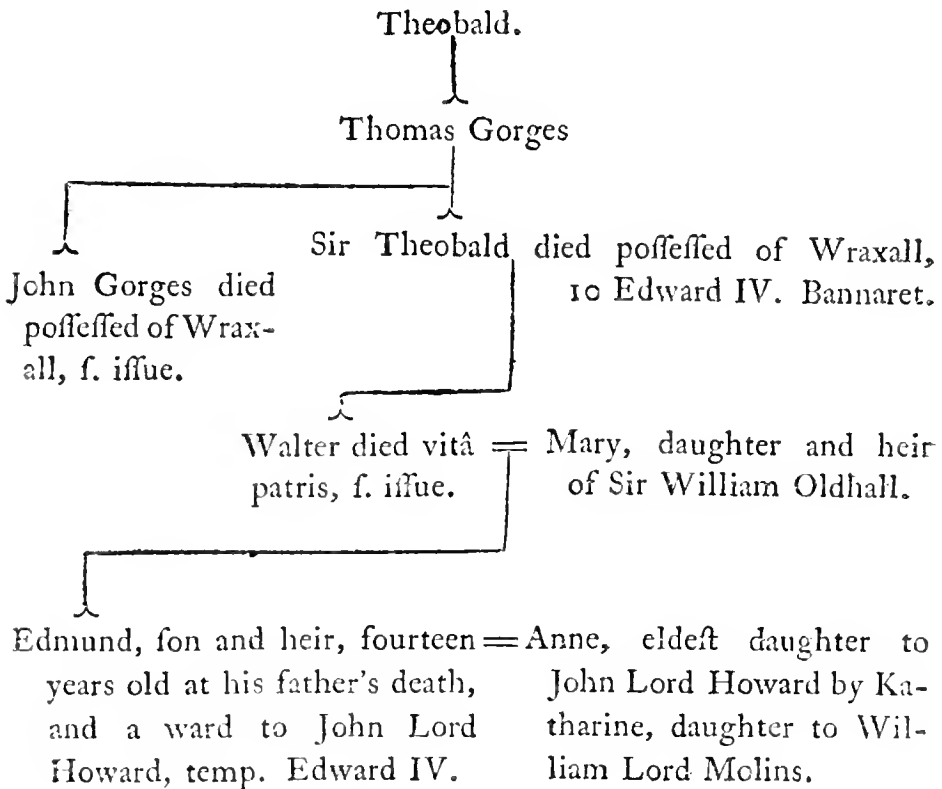 Theobald.
Thomas Gorges
Sir Theobald died poſſeſſed of Wraxall,
10 Edward IV. Bannaret.
John Gorges died
poſſeſſed of Wrax-
all, ſ. iſſue.
Walter died vitâ = Mary, daughter and heir
patris, ſ. iſſue. of Sir William Oldhall.
Edmund, ſon and heir, fourteen = Anne, eldeſt daughter to
years old at his father's death, John Lord Howard by Ka-
and a ward to John Lord tharine, daughter to Wil-
Howard, temp. Edward IV. liam Lord Molins.